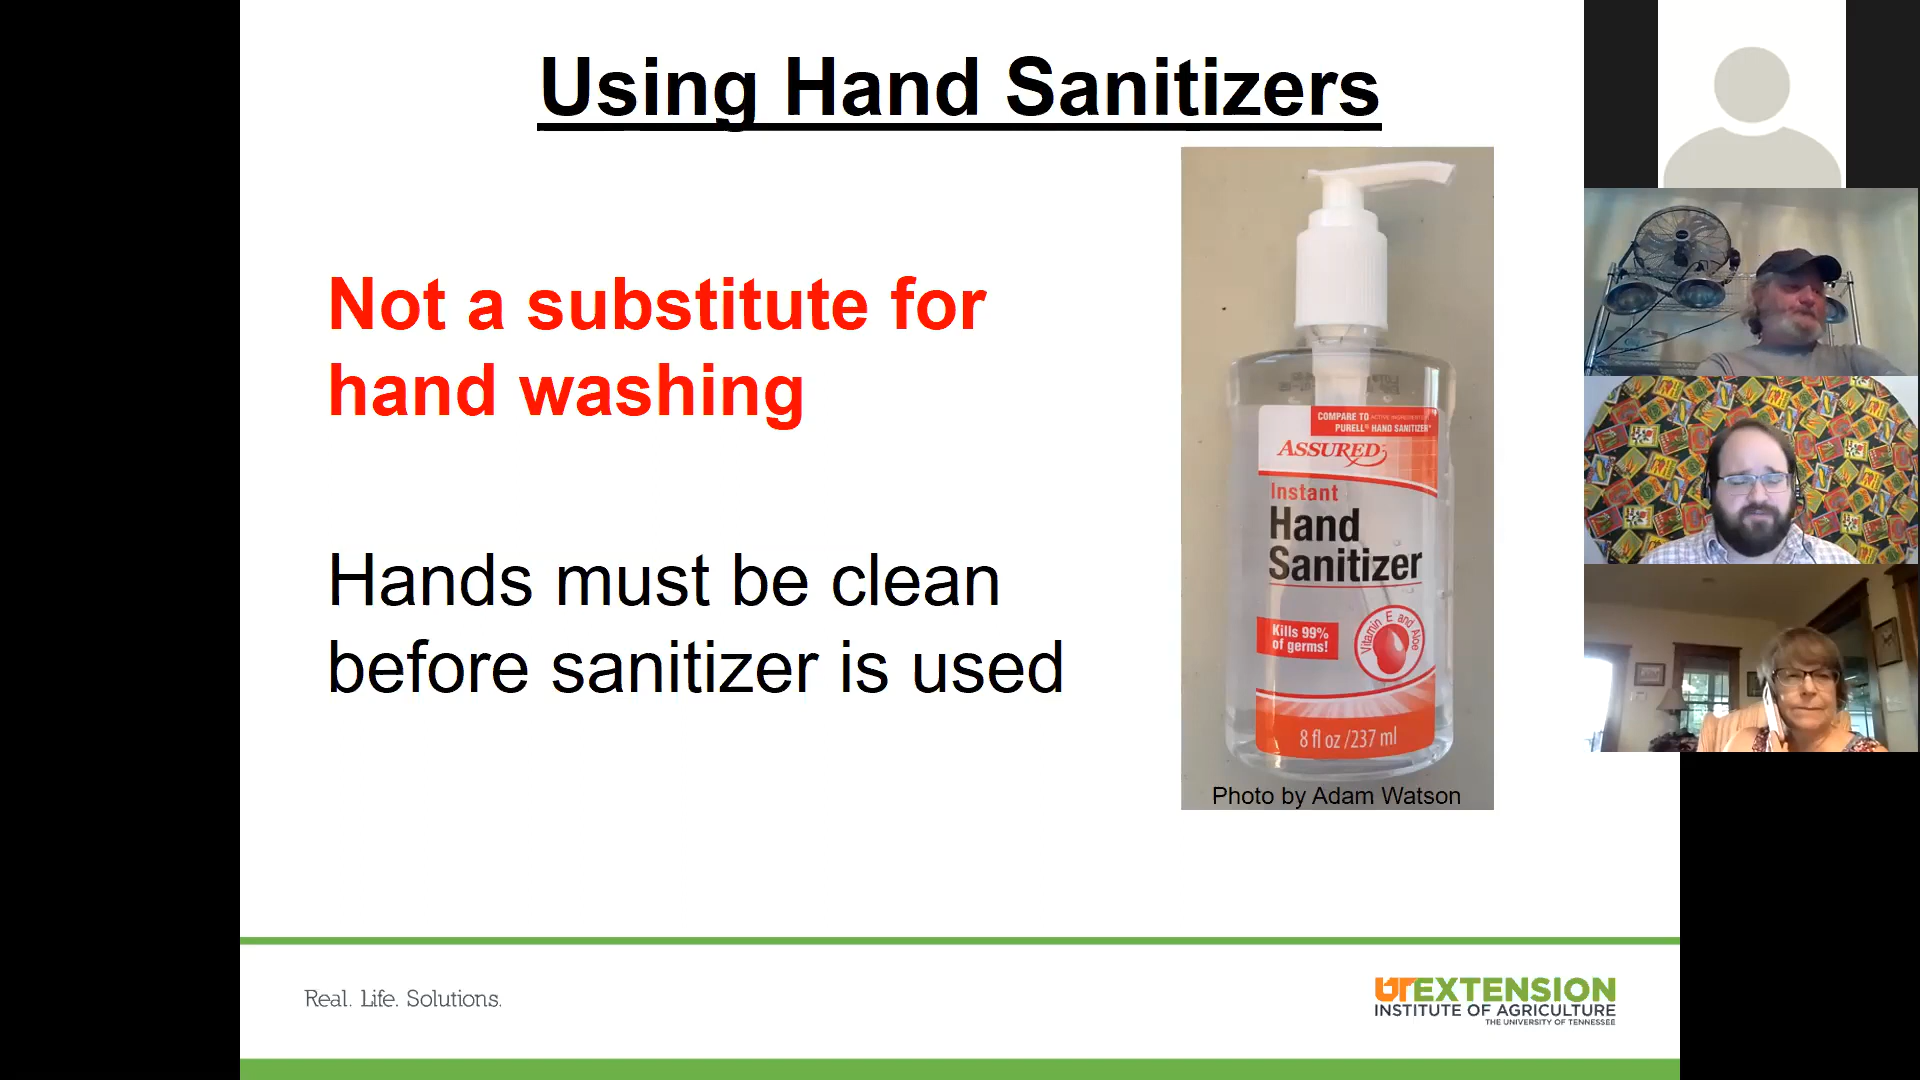 Using Hand Sanitizers
Not a substitute for
hand washing
Hands must be clean
before sanitizer is used
COMPARE TO ACTIVE INGREDIENTS
PURELL® HAND SANITIZER*
ASSURED
Instant
Hand
Sanitizer
Kills 99%
of germs!
Vitamin E and Aloe
8 fl oz /237 ml
Photo by Adam Watson
Real. Life. Solutions.
UTEXTENSION
INSTITUTE OF AGRICULTURE
THE UNIVERSITY OF TENNESSEE